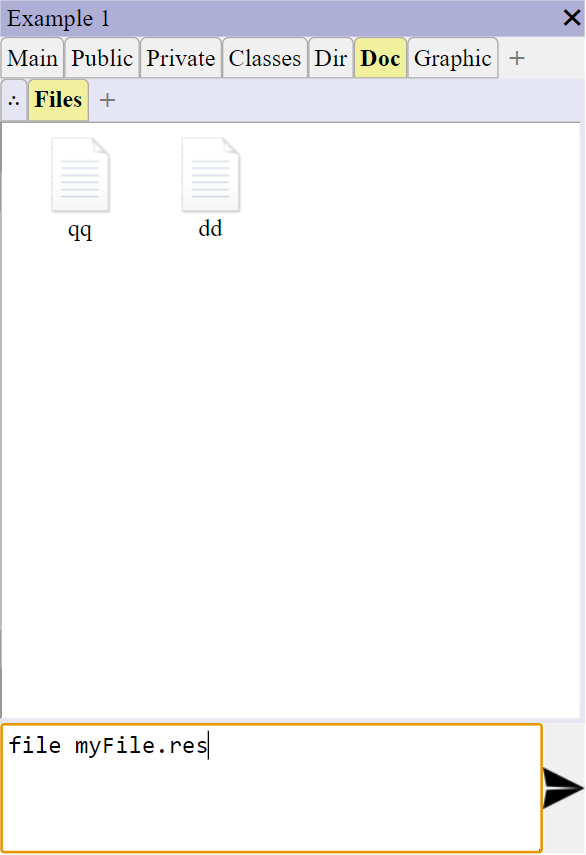 Example 1
Main Public Private Classes Dir Doc Graphic +
∴ Files +
qq dd
file myFile.res